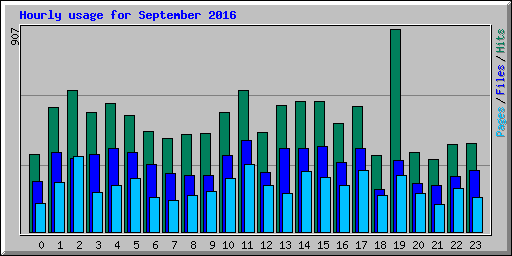 Hourly usage for September 2016
907
Pages / Files / Hits
0 1 2 3 4 5 6 7 8 9 10 11 12 13 14 15 16 17 18 19 20 21 22 23